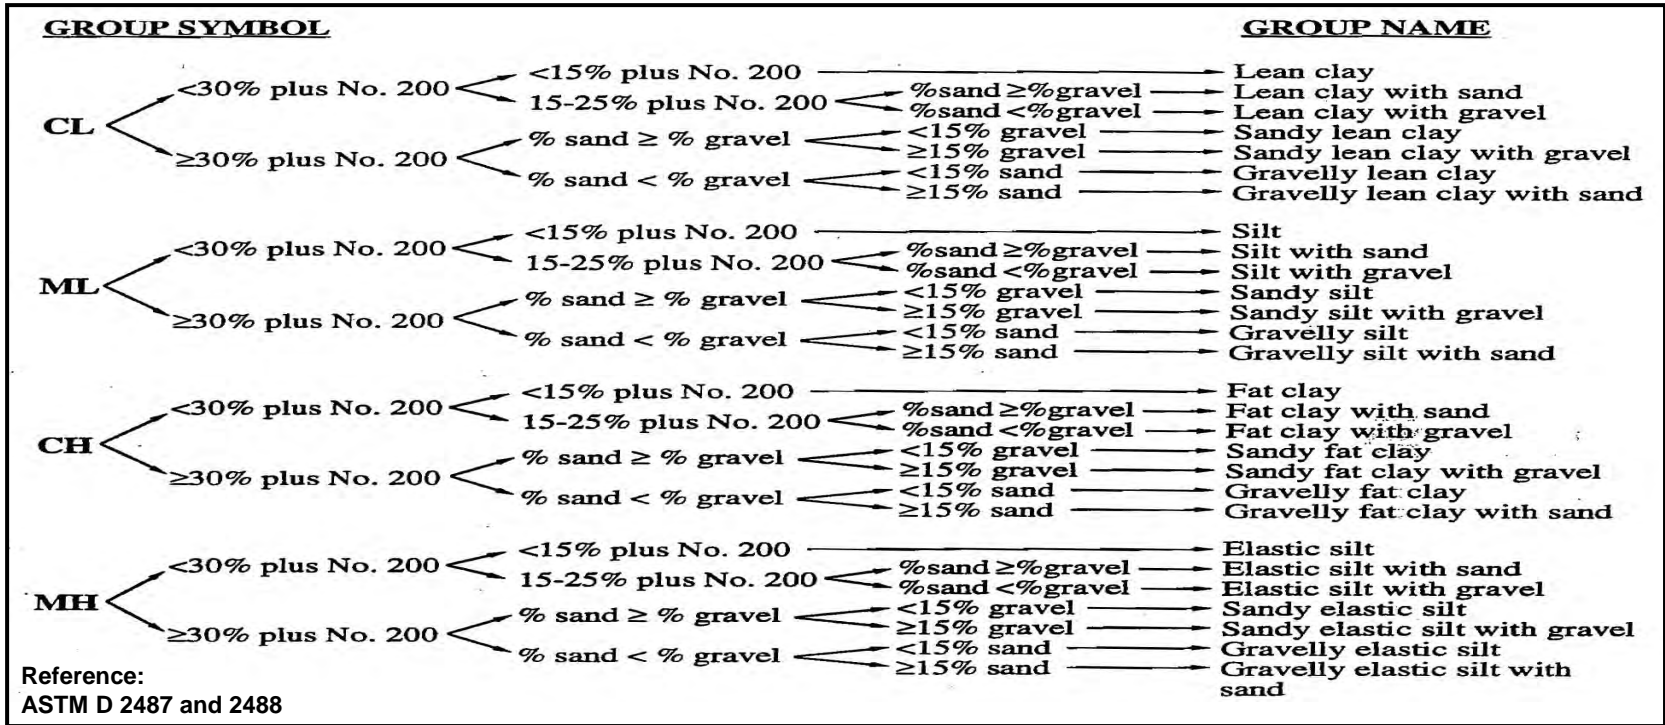 GROUP SYMBOL GROUP NAME
<15% plus No. 200 Lean clay
<30% plus No. 200 %sand ≥%gravel Lean clay with sand
15-25% plus No. 200 %sand <%gravel Lean clay with gravel
CL <15% gravel Sandy lean clay
% sand ≥ % gravel ≥15% gravel Sandy lean clay with gravel
≥30% plus No. 200 <15% sand Gravelly lean clay
% sand < % gravel ≥15% sand Gravelly lean clay with sand
<15% plus No. 200 Silt
<30% plus No. 200 %sand ≥%gravel Silt with sand
15-25% plus No. 200 %sand <%gravel Silt with gravel
ML <15% gravel Sandy silt
% sand ≥ % gravel ≥15% gravel Sandy silt with gravel
≥30% plus No. 200 <15% sand Gravelly silt
% sand < % gravel ≥15% sand Gravelly silt with sand
<15% plus No. 200 Fat clay
<30% plus No. 200 %sand ≥%gravel Fat clay with sand
15-25% plus No. 200 %sand <%gravel Fat clay with gravel
CH <15% gravel Sandy fat clay
% sand ≥ % gravel ≥15% gravel Sandy fat clay with gravel
≥30% plus No. 200 <15% sand Gravelly fat clay
% sand < % gravel ≥15% sand Gravelly fat clay with sand
<15% plus No. 200 Elastic silt
<30% plus No. 200 %sand ≥%gravel Elastic silt with sand
15-25% plus No. 200 %sand <%gravel Elastic silt with gravel
MH <15% gravel Sandy elastic silt
% sand ≥ % gravel ≥15% gravel Sandy elastic silt with gravel
≥30% plus No. 200 <15% sand Gravelly elastic silt
% sand < % gravel ≥15% sand Gravelly elastic silt with
sand
Reference:
ASTM D 2487 and 2488